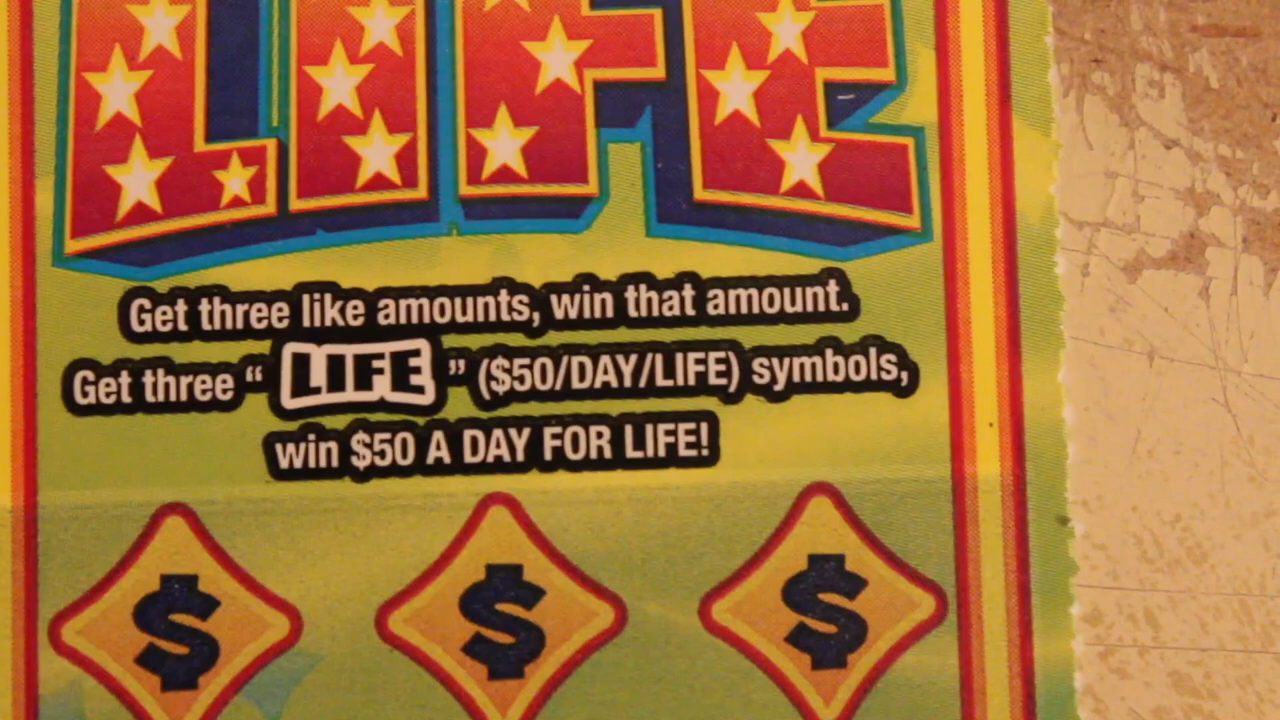 LIFE
Get three like amounts, win that amount.
Get three “ LIFE ” ($50/DAY/LIFE) symbols,
win $50 A DAY FOR LIFE!
$ $ $